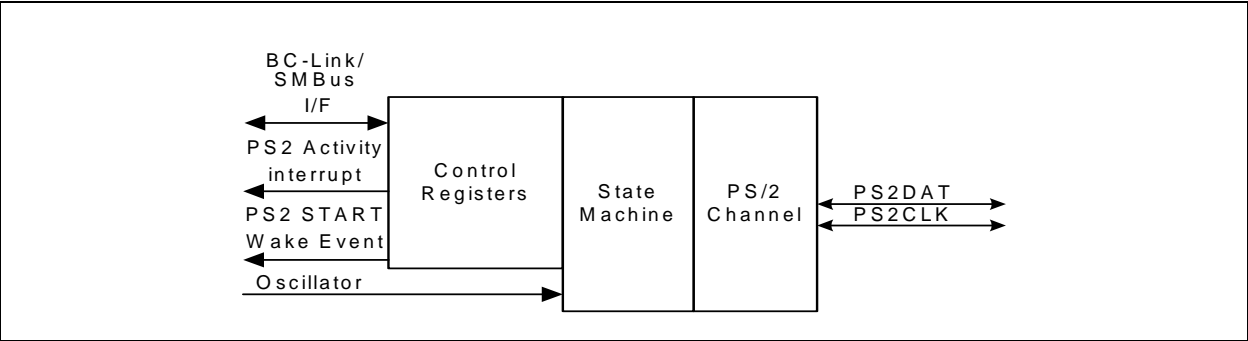 BC-Link/
SMBus
I/F
PS2 Activity
interrupt
PS2 START
Wake Event
Oscillator
Control
Registers
State
Machine
PS/2
Channel
PS2DAT
PS2CLK